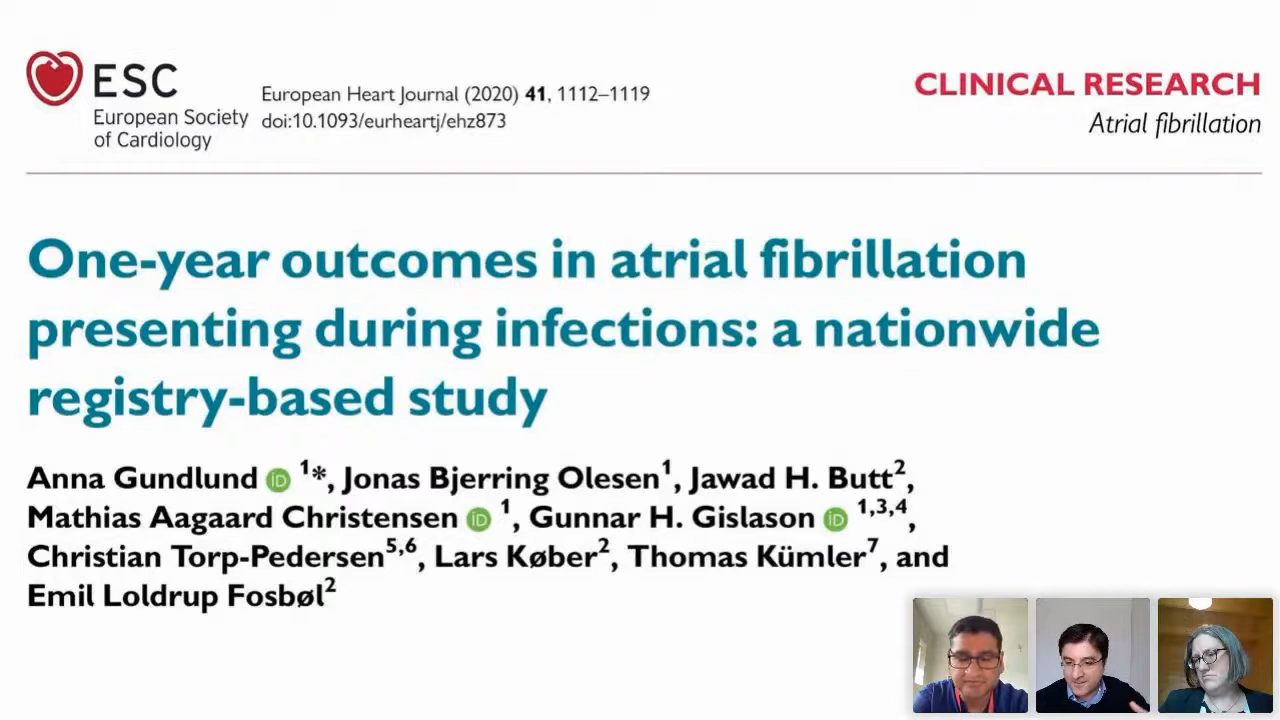 ESC
European Society
of Cardiology
European Heart Journal (2020) 41, 1112–1119
doi:10.1093/eurheartj/ehz873
CLINICAL RESEARCH
Atrial fibrillation
One-year outcomes in atrial fibrillation
presenting during infections: a nationwide
registry-based study
Anna Gundlund iD 1*, Jonas Bjerring Olesen1, Jawad H. Butt2,
Mathias Aagaard Christensen iD 1, Gunnar H. Gislason iD 1,3,4,
Christian Torp-Pedersen5,6, Lars Køber2, Thomas Kümler7, and
Emil Loldrup Fosbøl2